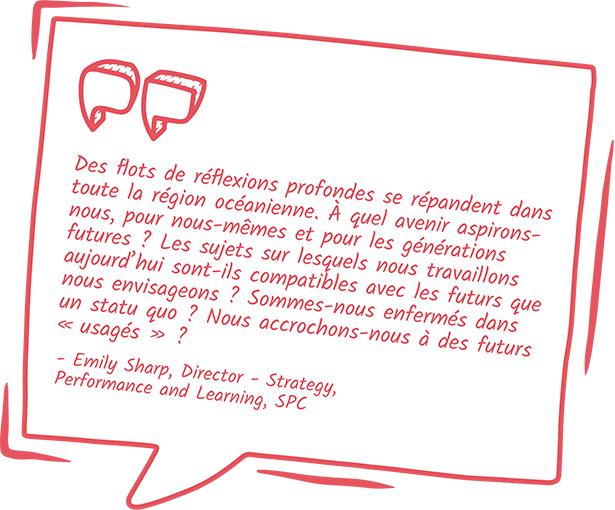 Des flots de réflexions profondes se répandent dans
toute la région océanienne. À quel avenir aspirons-
nous, pour nous-mêmes et pour les générations
futures ? Les sujets sur lesquels nous travaillons
aujourd'hui sont-ils compatibles avec les futurs que
nous envisageons ? Sommes-nous enfermés dans
un statu quo ? Nous accrochons-nous à des futurs
« usagés » ?
- Emily Sharp, Director - Strategy,
Performance and Learning, SPC